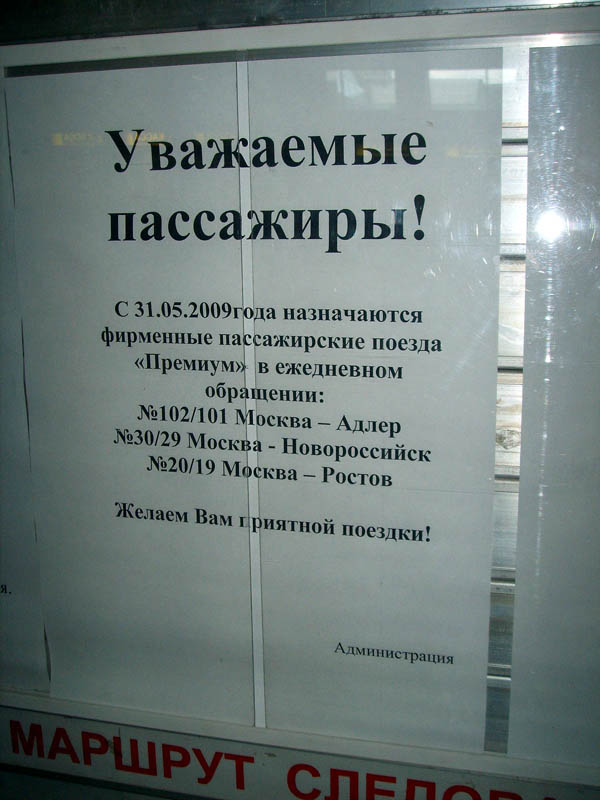 Уважаемые
пассажиры!
С 31.05.2009года назначаются
фирменные пассажирские поезда
«Премиум» в ежедневном
обращении:
№102/101 Москва – Адлер
№30/29 Москва - Новороссийск
№20/19 Москва – Ростов
Желаем Вам приятной поездки!
я.
Администрация
МАРШРУТ СЛЕДОВА